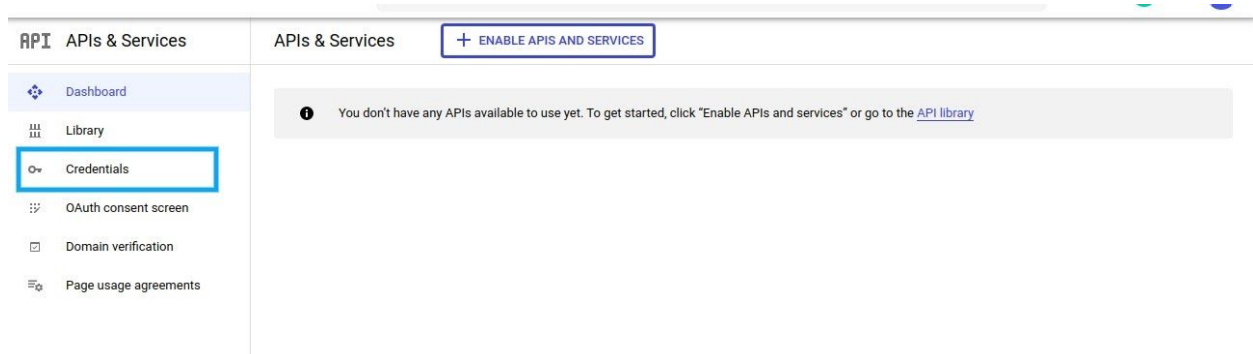 API APIs & Services
APIs & Services
+ ENABLE APIS AND SERVICES
Dashboard
Library
Credentials
OAuth consent screen
Domain verification
Page usage agreements
You don't have any APIs available to use yet. To get started, click "Enable APIs and services" or go to the API library